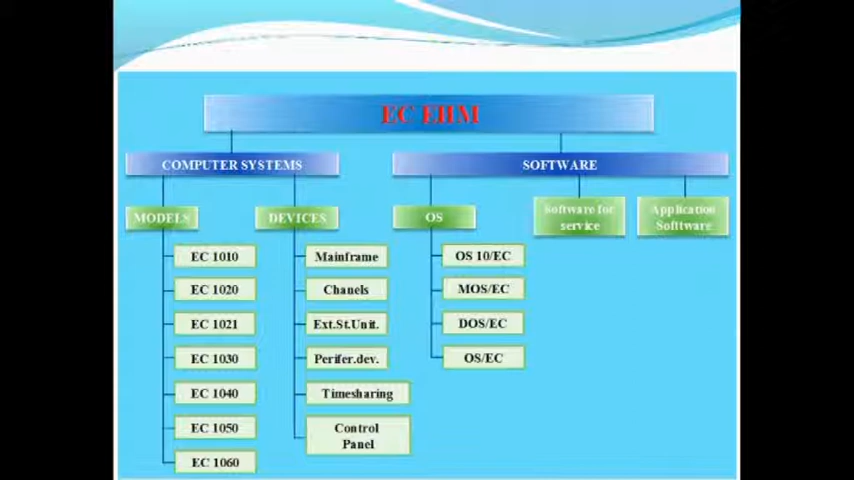 EC EИM
COMPUTER SYSTEMS
SOFTWARE
MODELS
DEVICES
OS
Software for
service
Application
Softtware
EC 1010
EC 1020
EC 1021
EC 1030
EC 1040
EC 1050
EC 1060
Mainframe
Chanels
Ext.St.Unit.
Perifer.dev.
Timesharing
Control
Panel
OS 10/EC
MOS/EC
DOS/EC
OS/EC